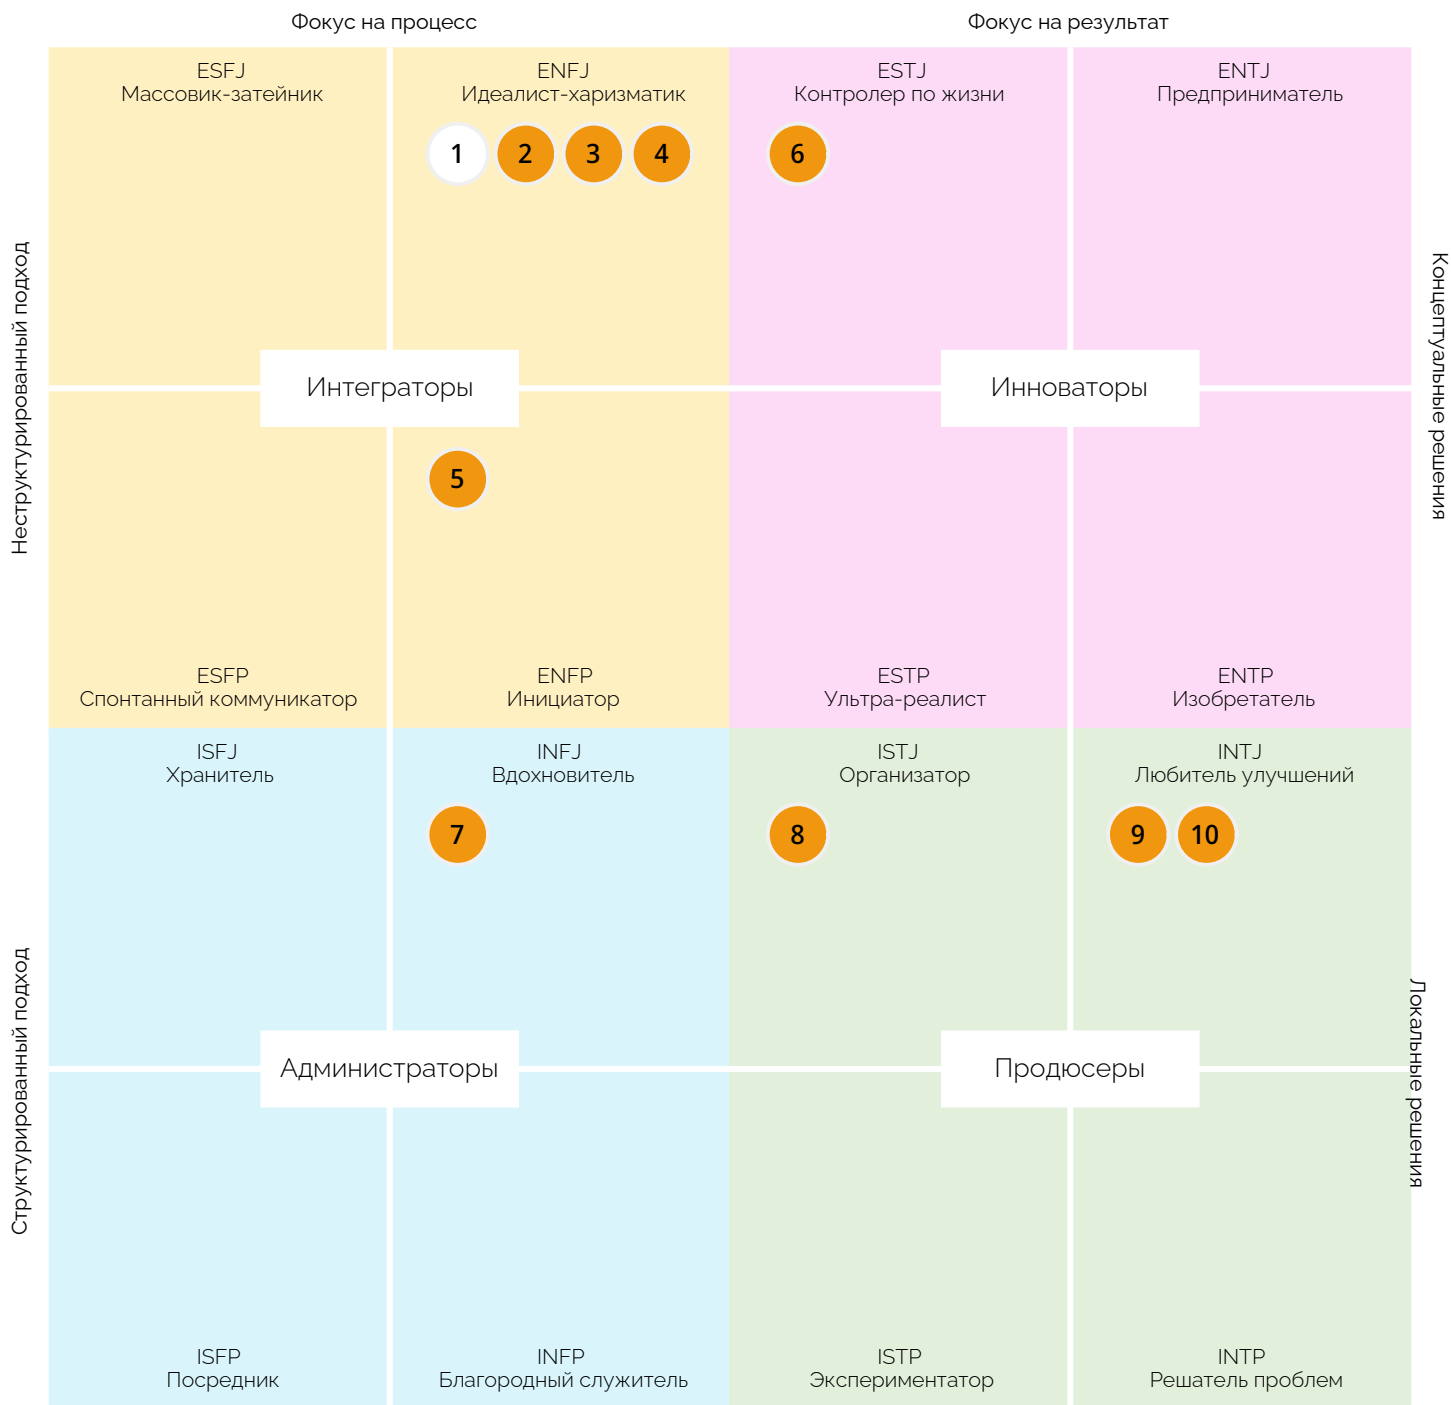 Фокус на процесс
Фокус на результат
ESFJ
Массовик-затейник
ENFJ
Идеалист-харизматик
ESTJ
Контролер по жизни
ENTJ
Предприниматель
1
2
3
4
6
Неструктурированный подход
Концептуальные решения
Интеграторы
Инноваторы
5
ESFP
Спонтанный коммуникатор
ENFP
Инициатор
ESTP
Ультра-реалист
ENTP
Изобретатель
ISFJ
Хранитель
INFJ
Вдохновитель
ISTJ
Организатор
INTJ
Любитель улучшений
7
8
9
10
Структурированный подход
Локальные решения
Администраторы
Продюсеры
ISFP
Посредник
INFP
Благородный служитель
ISTP
Экспериментатор
INTP
Решатель проблем